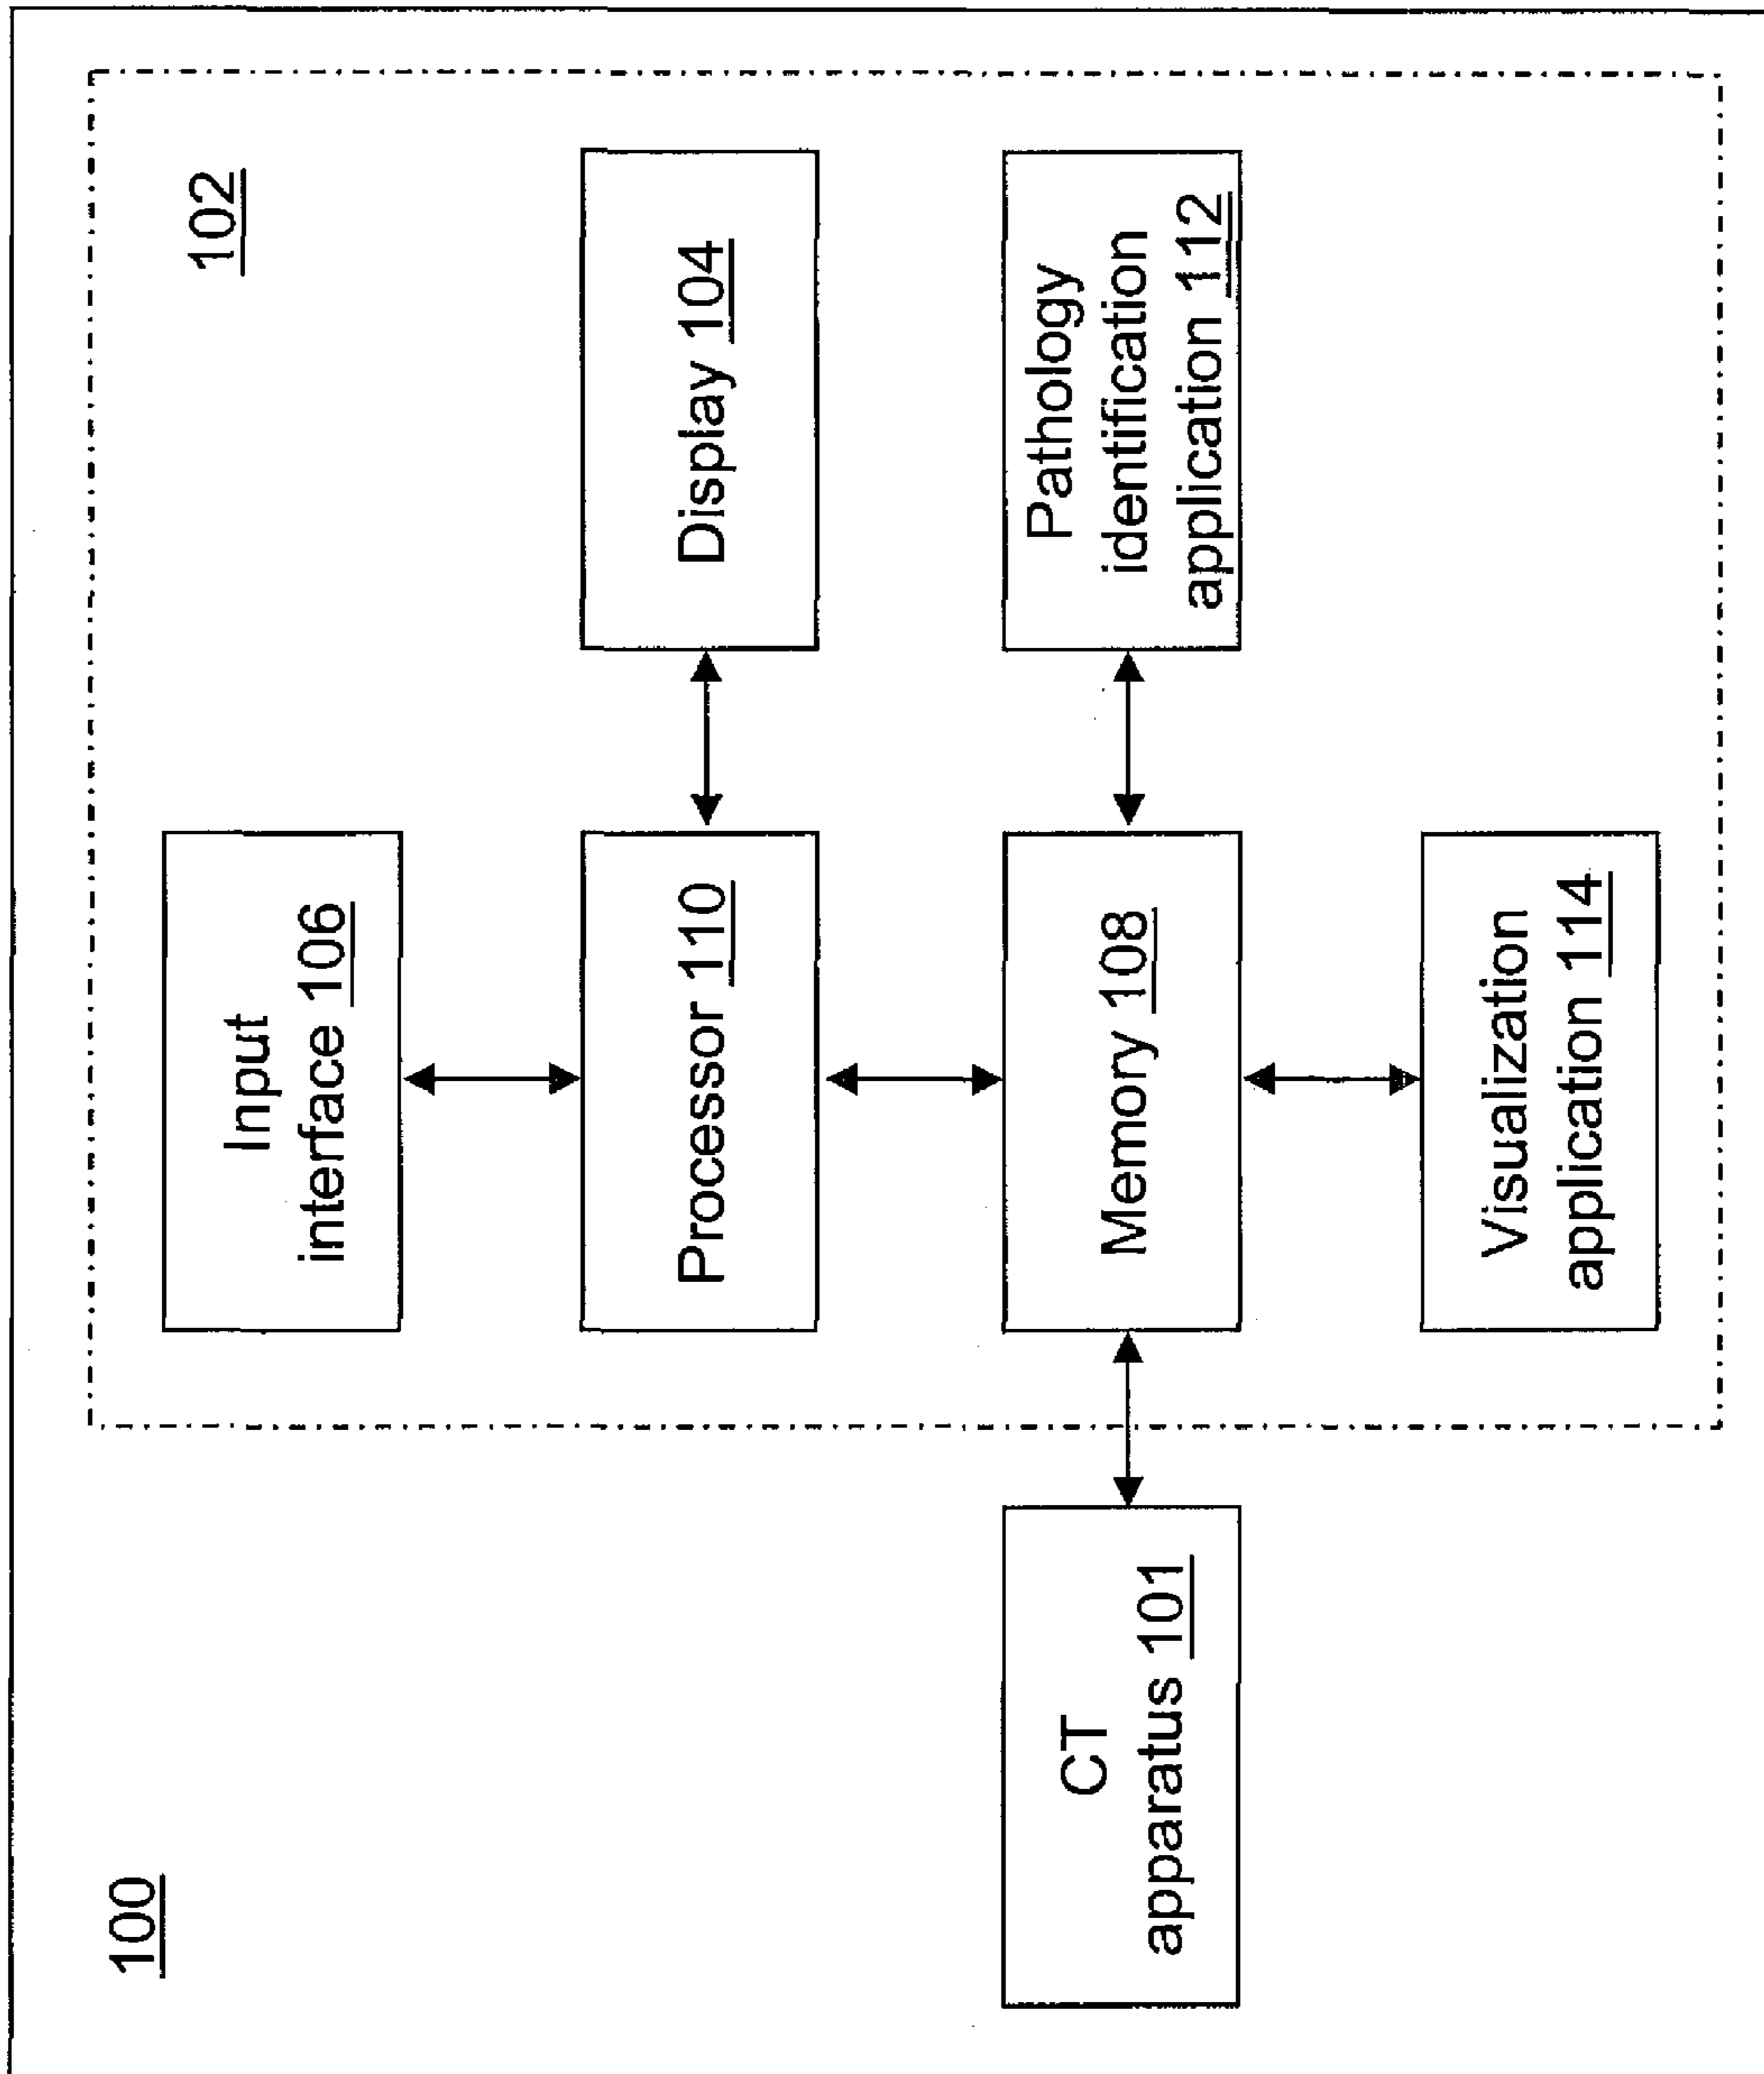 100
102
Input
interface 106
Processor 110
Display 104
CT
apparatus 101
Memory 108
Pathology
identification
application 112
Visualization
application 114